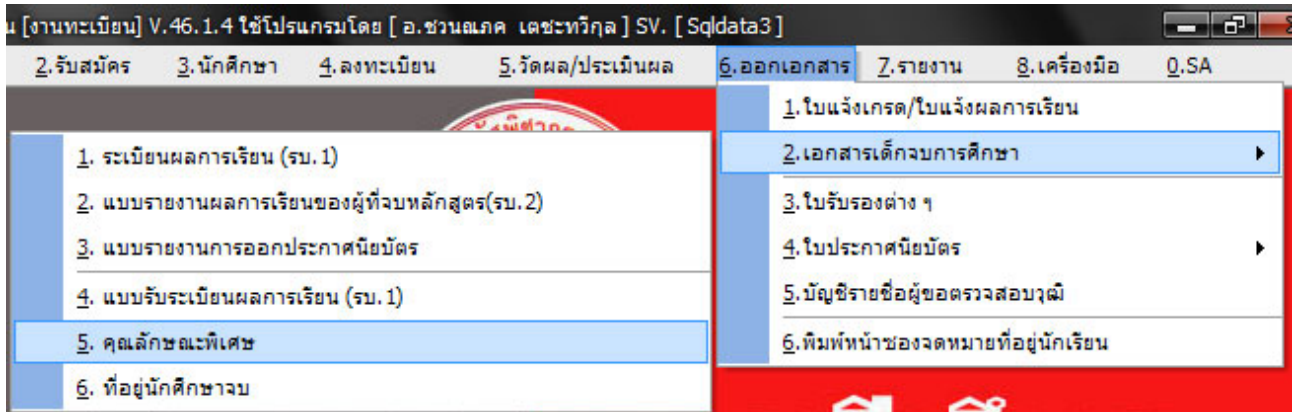 น [งานทะเบียน] V.46.1.4 ใช้โปรแกรมโดย [ อ.ชวนณภค เตชะทวีกุล ] SV. [ Sqldata3 ]
2.รับสมัคร 3.นักศึกษา 4.ลงทะเบียน 5.วัดผล/ประเมินผล 6.ออกเอกสาร 7.รายงาน 8.เครื่องมือ 0.SA
1.ใบแจ้งเกรด/ใบแจ้งผลการเรียน
2.เอกสารเด็กจบการศึกษา
3.ใบรับรองต่าง ๆ
4.ใบประกาศนียบัตร
5.บัญชีรายชื่อผู้ขอตรวจสอบวุฒิ
6.พิมพ์หน้าซองจดหมายที่อยู่นักเรียน
1. ระเบียนผลการเรียน (รบ.1)
2. แบบรายงานผลการเรียนของผู้ที่จบหลักสูตร(รบ.2)
3. แบบรายงานการออกประกาศนียบัตร
4. แบบรับระเบียนผลการเรียน (รบ.1)
5. คุณลักษณะพิเศษ
6. ที่อยู่นักศึกษาจบ